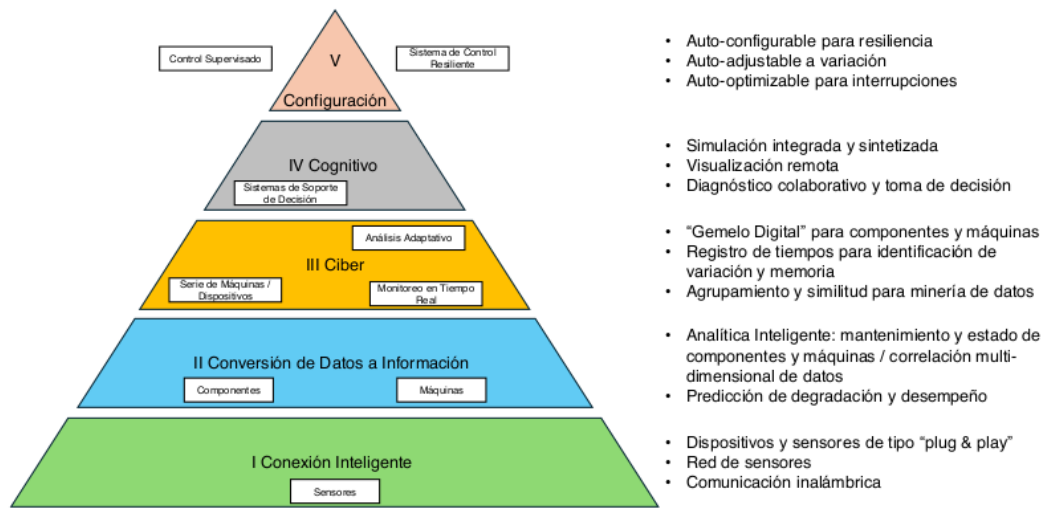 Control Supervisado
Sistema de Control
Resiliente
V
Configuración
• Auto-configurable para resiliencia
• Auto-adjustable a variación
• Auto-optimizable para interrupciones
IV Cognitivo
Sistemas de Soporte
de Decisión
• Simulación integrada y sintetizada
• Visualización remota
• Diagnóstico colaborativo y toma de decisión
Análisis Adaptativo
III Ciber
Serie de Máquinas /
Dispositivos
Monitoreo en Tiempo
Real
• “Gemelo Digital” para componentes y máquinas
• Registro de tiempos para identificación de
variación y memoria
• Agrupamiento y similitud para minería de datos
II Conversión de Datos a Información
Componentes
Máquinas
• Analítica Inteligente: mantenimiento y estado de
componentes y máquinas / correlación multi-
dimensional de datos
• Predicción de degradación y desempeño
I Conexión Inteligente
Sensores
• Dispositivos y sensores de tipo “plug & play”
• Red de sensores
• Comunicación inalámbrica